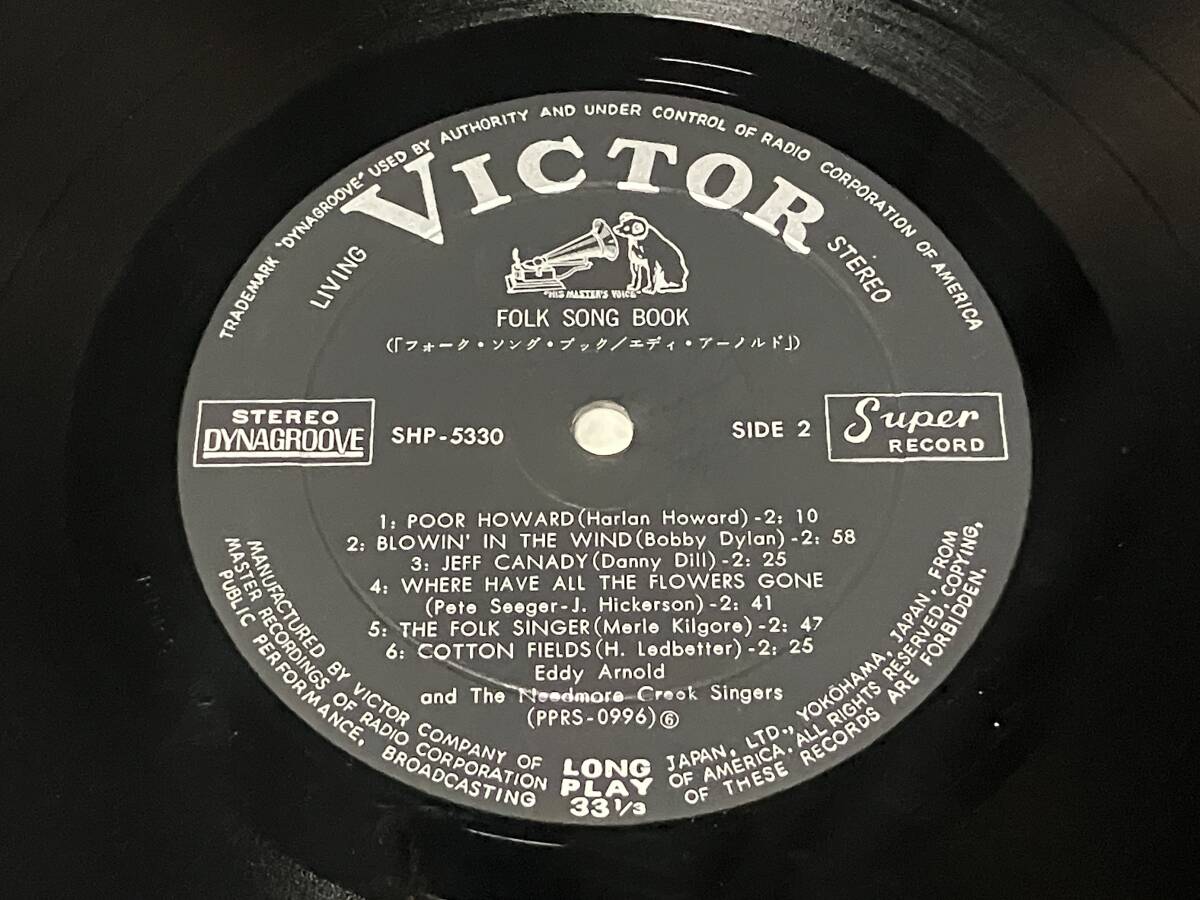 TRADEMARK "DYNAGROOVE" USED BY AUTHORITY AND UNDER CONTROL OF RADIO CORPORATION OF AMERICA
VICTOR
LIVING
STEREO
"HIS MASTER'S VOICE"
FOLK SONG BOOK
(「フォーク・ソング・ブック/エディ・アーノルド」)
STEREO
DYNAGROOVE
SHP-5330
SIDE 2
Super
RECORD
1: POOR HOWARD (Harlan Howard) -2: 10
2: BLOWIN' IN THE WIND (Bobby Dylan) -2: 58
3: JEFF CANADY (Danny Dill) -2: 25
4: WHERE HAVE ALL THE FLOWERS GONE
(Pete Seeger-J. Hickerson) -2: 41
5: THE FOLK SINGER (Merle Kilgore) -2: 47
6: COTTON FIELDS (H. Ledbetter) -2: 25
Eddy Arnold
and The Needmore Creek Singers
(PPRS-0996) ⑥
MANUFACTURED BY VICTOR COMPANY OF JAPAN, LTD., YOKOHAMA, JAPAN, FROM
MASTER RECORDINGS OF RADIO CORPORATION OF AMERICA. ALL RIGHTS RESERVED, COPYING,
PUBLIC PERFORMANCE, BROADCASTING OF THESE RECORDS ARE FORBIDDEN.
LONG
PLAY
33 1/3